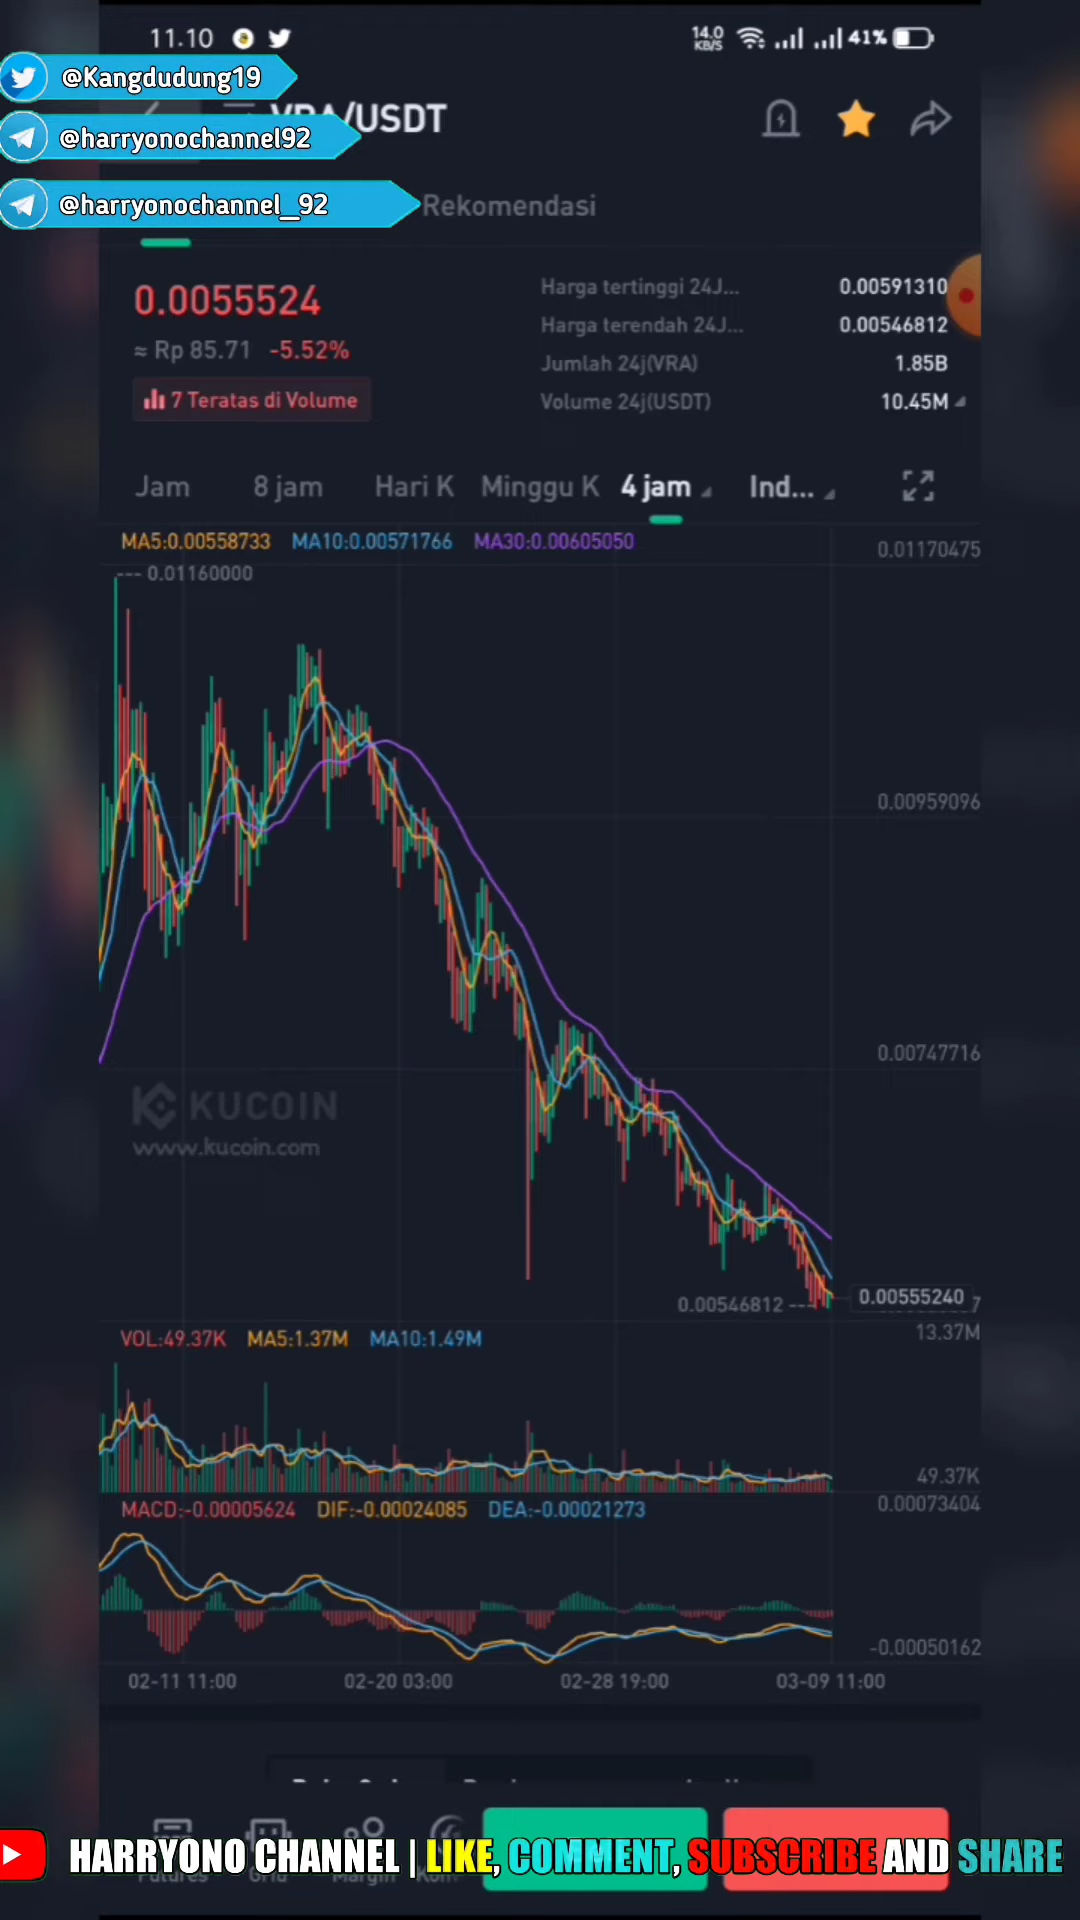 11.10
14.0 KB/S
41%
@Kangdudung19
VRA/USDT
@harryonochannel92
@harryonochannel_92
Rekomendasi
0.0055524
≈ Rp 85.71 -5.52%
7 Teratas di Volume
Harga tertinggi 24J... 0.00591310
Harga terendah 24J... 0.00546812
Jumlah 24j(VRA) 1.85B
Volume 24j(USDT) 10.45M
Jam 8 jam Hari K Minggu K 4 jam Ind...
MA5:0.00558733 MA10:0.00571766 MA30:0.00605050
0.01170475
0.01160000
0.00959096
0.00747716
KUCOIN
www.kucoin.com
0.00546812
0.00555240
13.37M
VOL:49.37K MA5:1.37M MA10:1.49M
49.37K
0.00073404
MACD:-0.00005624 DIF:-0.00024085 DEA:-0.00021273
-0.00050162
02-11 11:00 02-20 03:00 02-28 19:00 03-09 11:00
HARRYONO CHANNEL | LIKE, COMMENT, SUBSCRIBE AND SHARE
Futures Grid Margin